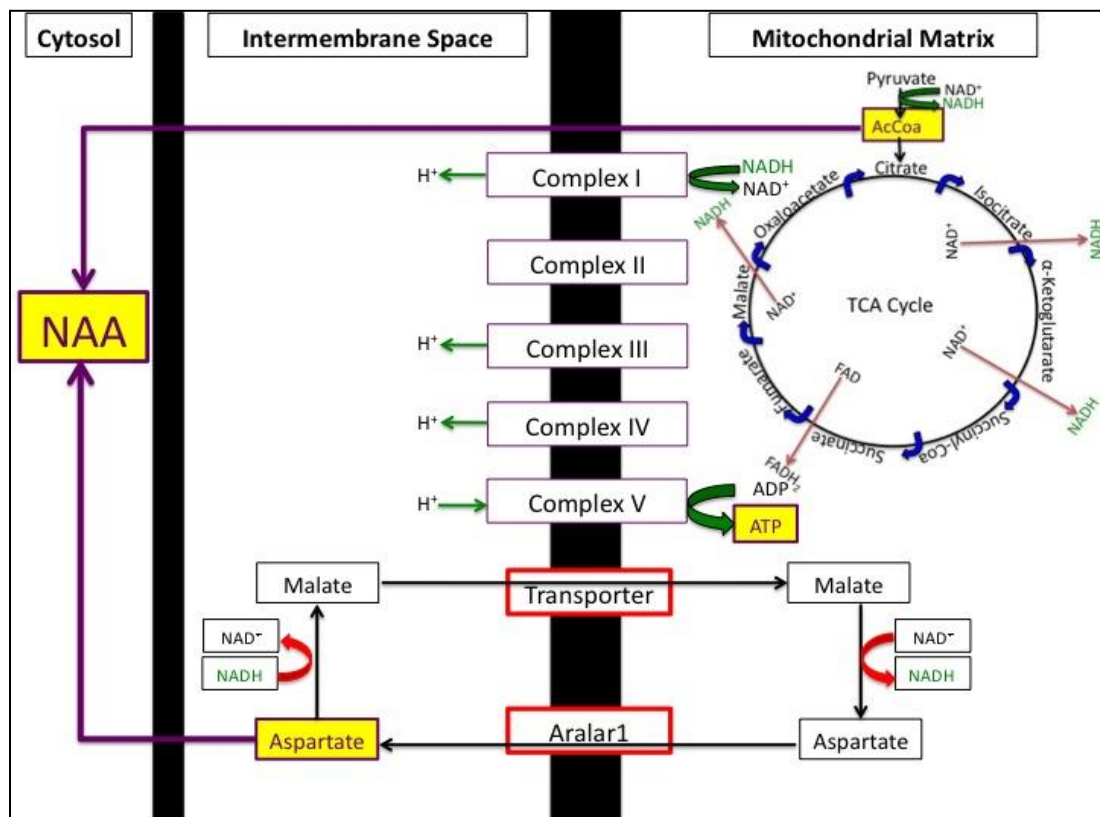 Cytosol
Intermembrane Space
Mitochondrial Matrix
Pyruvate
NAD⁺
NADH
AcCoa
Citrate
Isocitrate
α-Ketoglutarate
Succinyl-Coa
Succinate
Fumarate
Malate
Oxaloacetate
TCA Cycle
NAD⁺
NADH
NAD⁺
NADH
FAD
FADH₂
NAD⁺
NADH
H⁺
Complex I
NADH
NAD⁺
Complex II
H⁺
Complex III
H⁺
Complex IV
H⁺
Complex V
ADP
ATP
NAA
Malate
Transporter
Malate
NAD⁻
NADH
NAD⁻
NADH
Aspartate
Aralar1
Aspartate